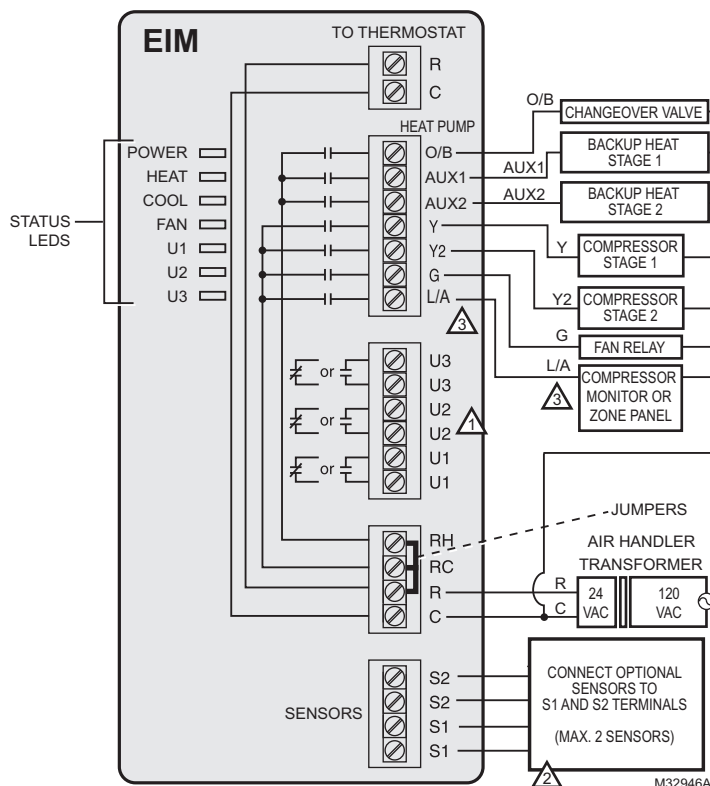 EIM
TO THERMOSTAT
R
C
HEAT PUMP
O/B
AUX1
AUX2
Y
Y2
G
L/A
3
STATUS
LEDS
POWER
HEAT
COOL
FAN
U1
U2
U3
O/B
CHANGEOVER VALVE
AUX1
BACKUP HEAT
STAGE 1
AUX2
BACKUP HEAT
STAGE 2
Y
COMPRESSOR
STAGE 1
Y2
COMPRESSOR
STAGE 2
G
FAN RELAY
L/A
3
COMPRESSOR
MONITOR OR
ZONE PANEL
or
or
or
U3
U3
U2
U2
U1
U1
1
JUMPERS
RH
RC
R
C
AIR HANDLER
TRANSFORMER
R
C
24
VAC
120
VAC
SENSORS
S2
S2
S1
S1
CONNECT OPTIONAL
SENSORS TO
S1 AND S2 TERMINALS
(MAX. 2 SENSORS)
2
M32946A